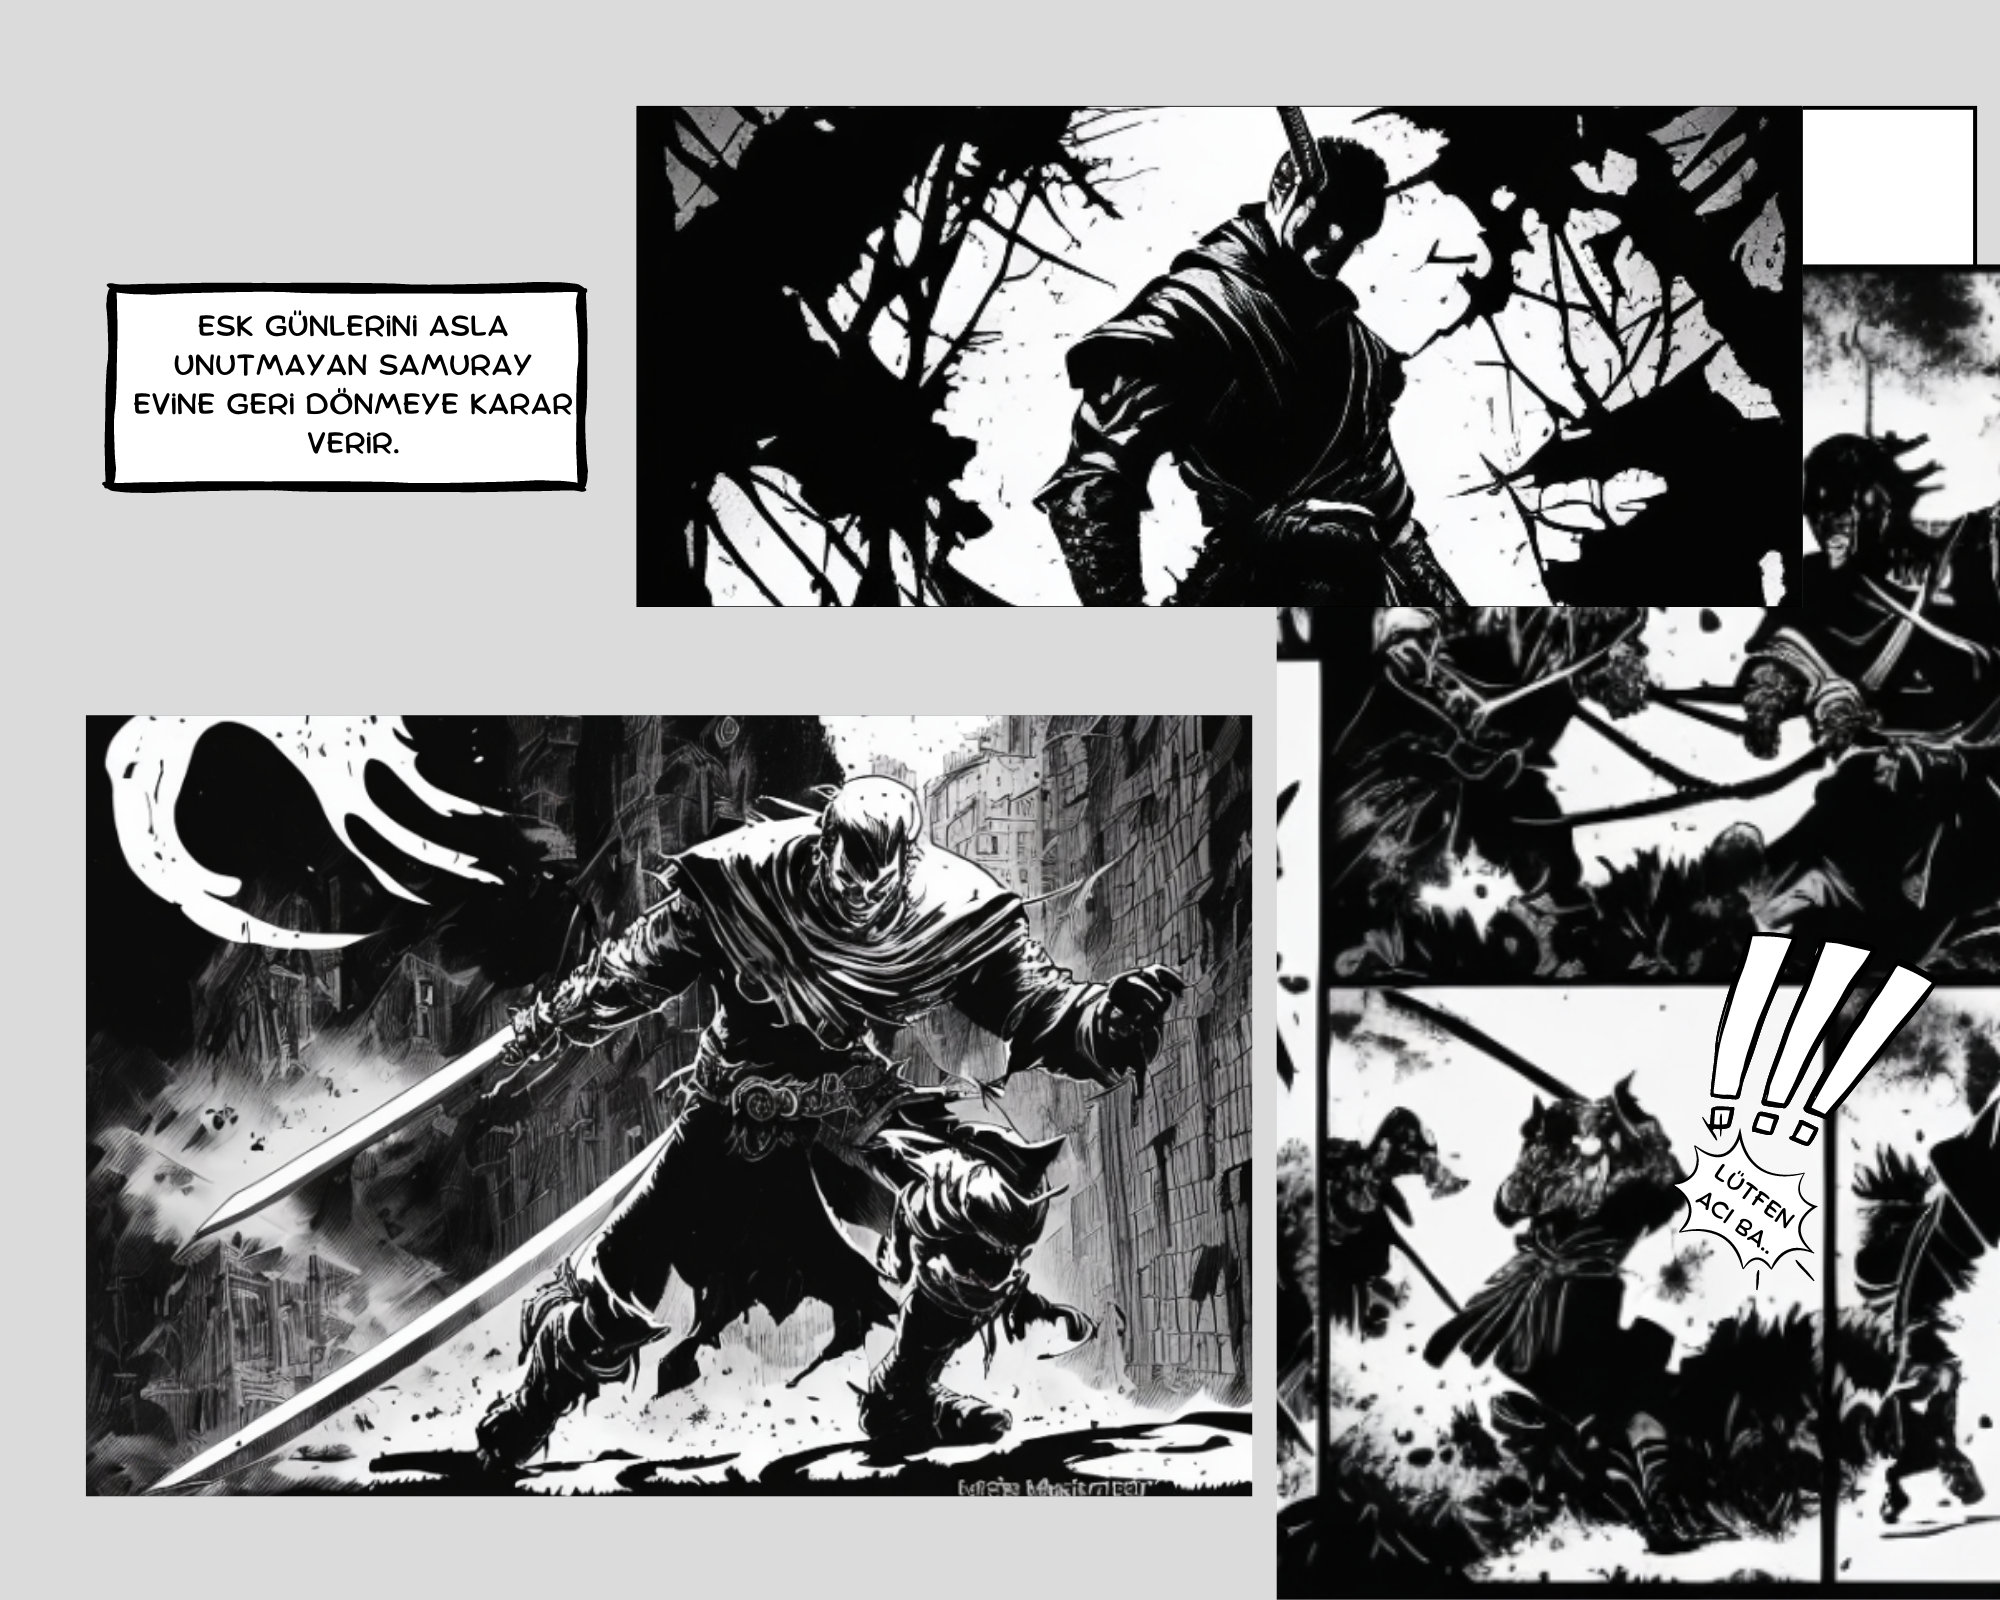 ESK GÜNLERİNİ ASLA
UNUTMAYAN SAMURAY
EVİNE GERİ DÖNMEYE KARAR
VERİR.
!!!
LÜTFEN
ACI BA..